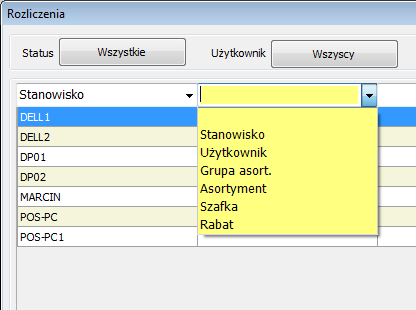 Rozliczenia
Status Wszystkie Użytkownik Wszyscy
Stanowisko
DELL1
DELL2
DP01
DP02
MARCIN
POS-PC
POS-PC1
Stanowisko
Użytkownik
Grupa asort.
Asortyment
Szafka
Rabat